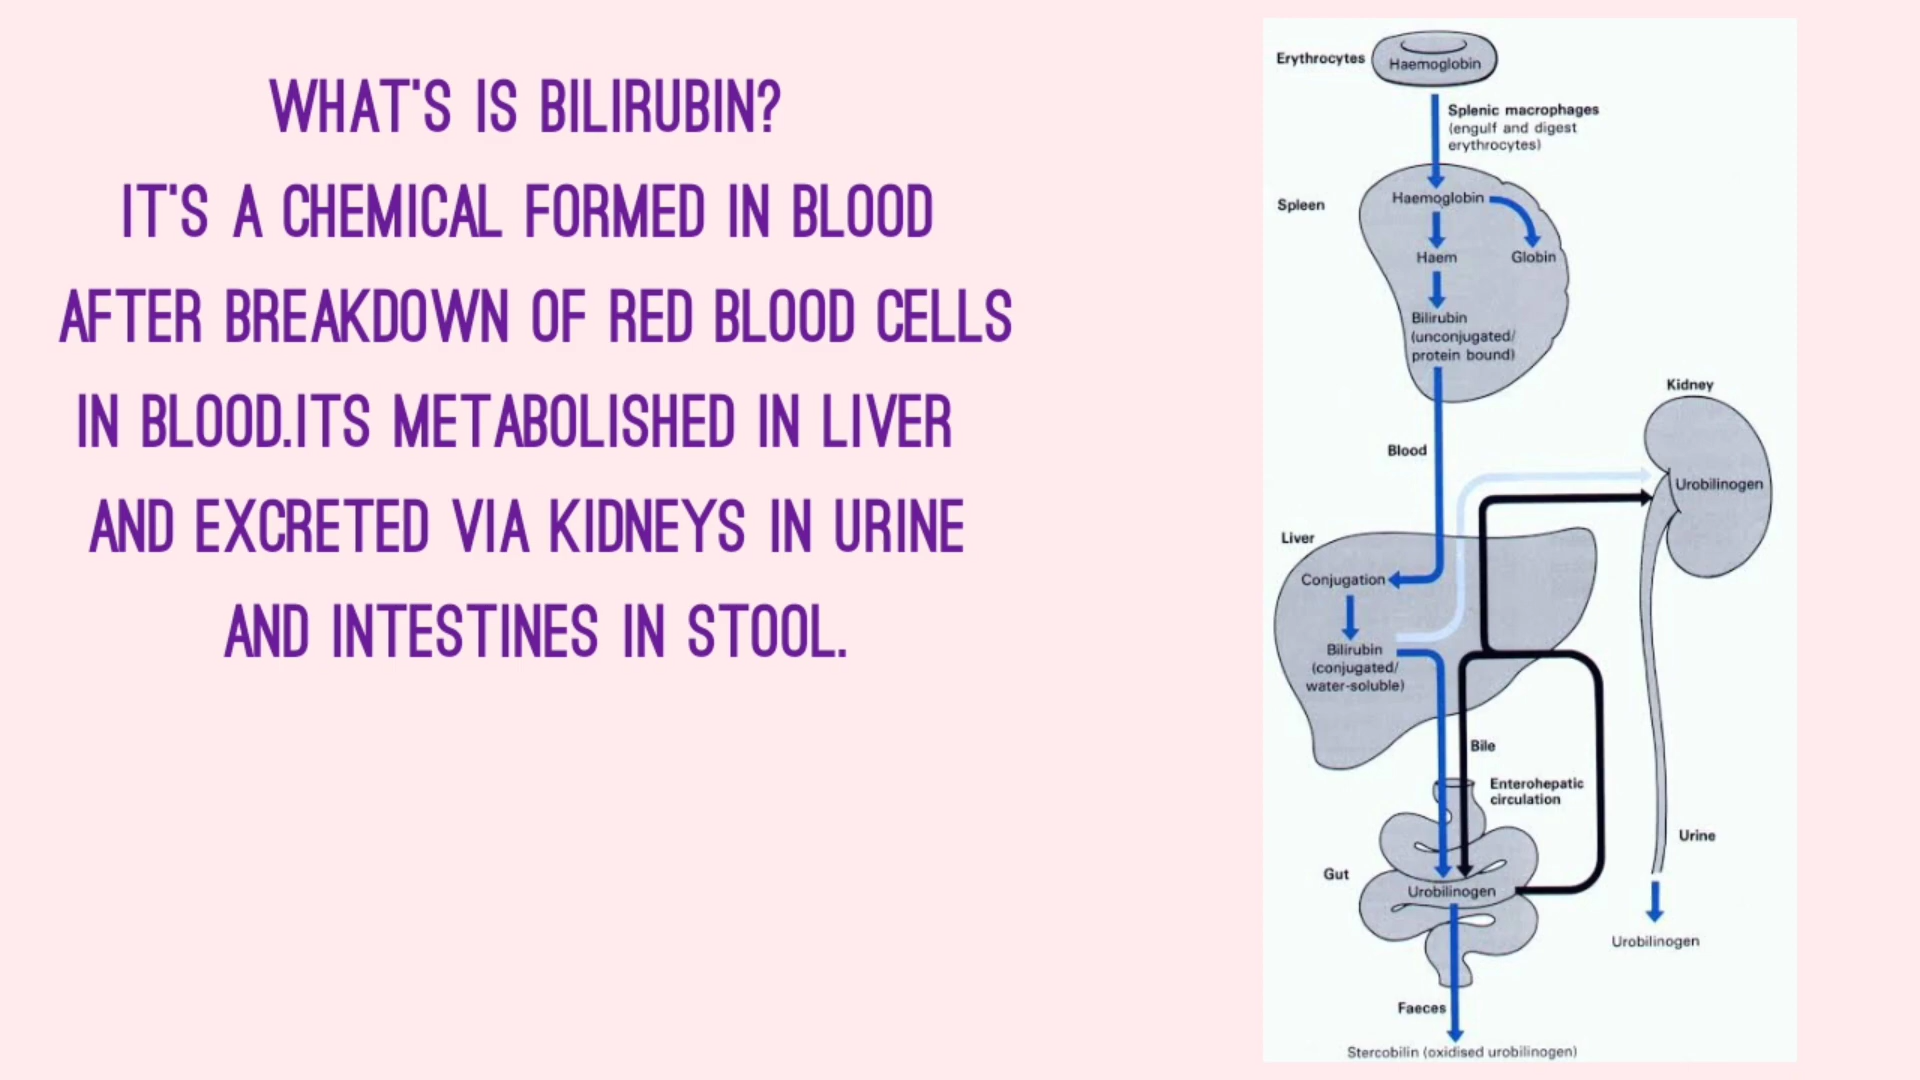 WHAT'S IS BILIRUBIN?
IT'S A CHEMICAL FORMED IN BLOOD
AFTER BREAKDOWN OF RED BLOOD CELLS
IN BLOOD.ITS METABOLISHED IN LIVER
AND EXCRETED VIA KIDNEYS IN URINE
AND INTESTINES IN STOOL.
Erythrocytes
Haemoglobin
Splenic macrophages
(engulf and digest
erythrocytes)
Spleen
Haemoglobin
Haem
Globin
Bilirubin
(unconjugated/
protein bound)
Kidney
Blood
Urobilinogen
Liver
Conjugation
Bilirubin
(conjugated/
water-soluble)
Bile
Enterohepatic
circulation
Urine
Gut
Urobilinogen
Urobilinogen
Faeces
Stercobilin (oxidised urobilinogen)